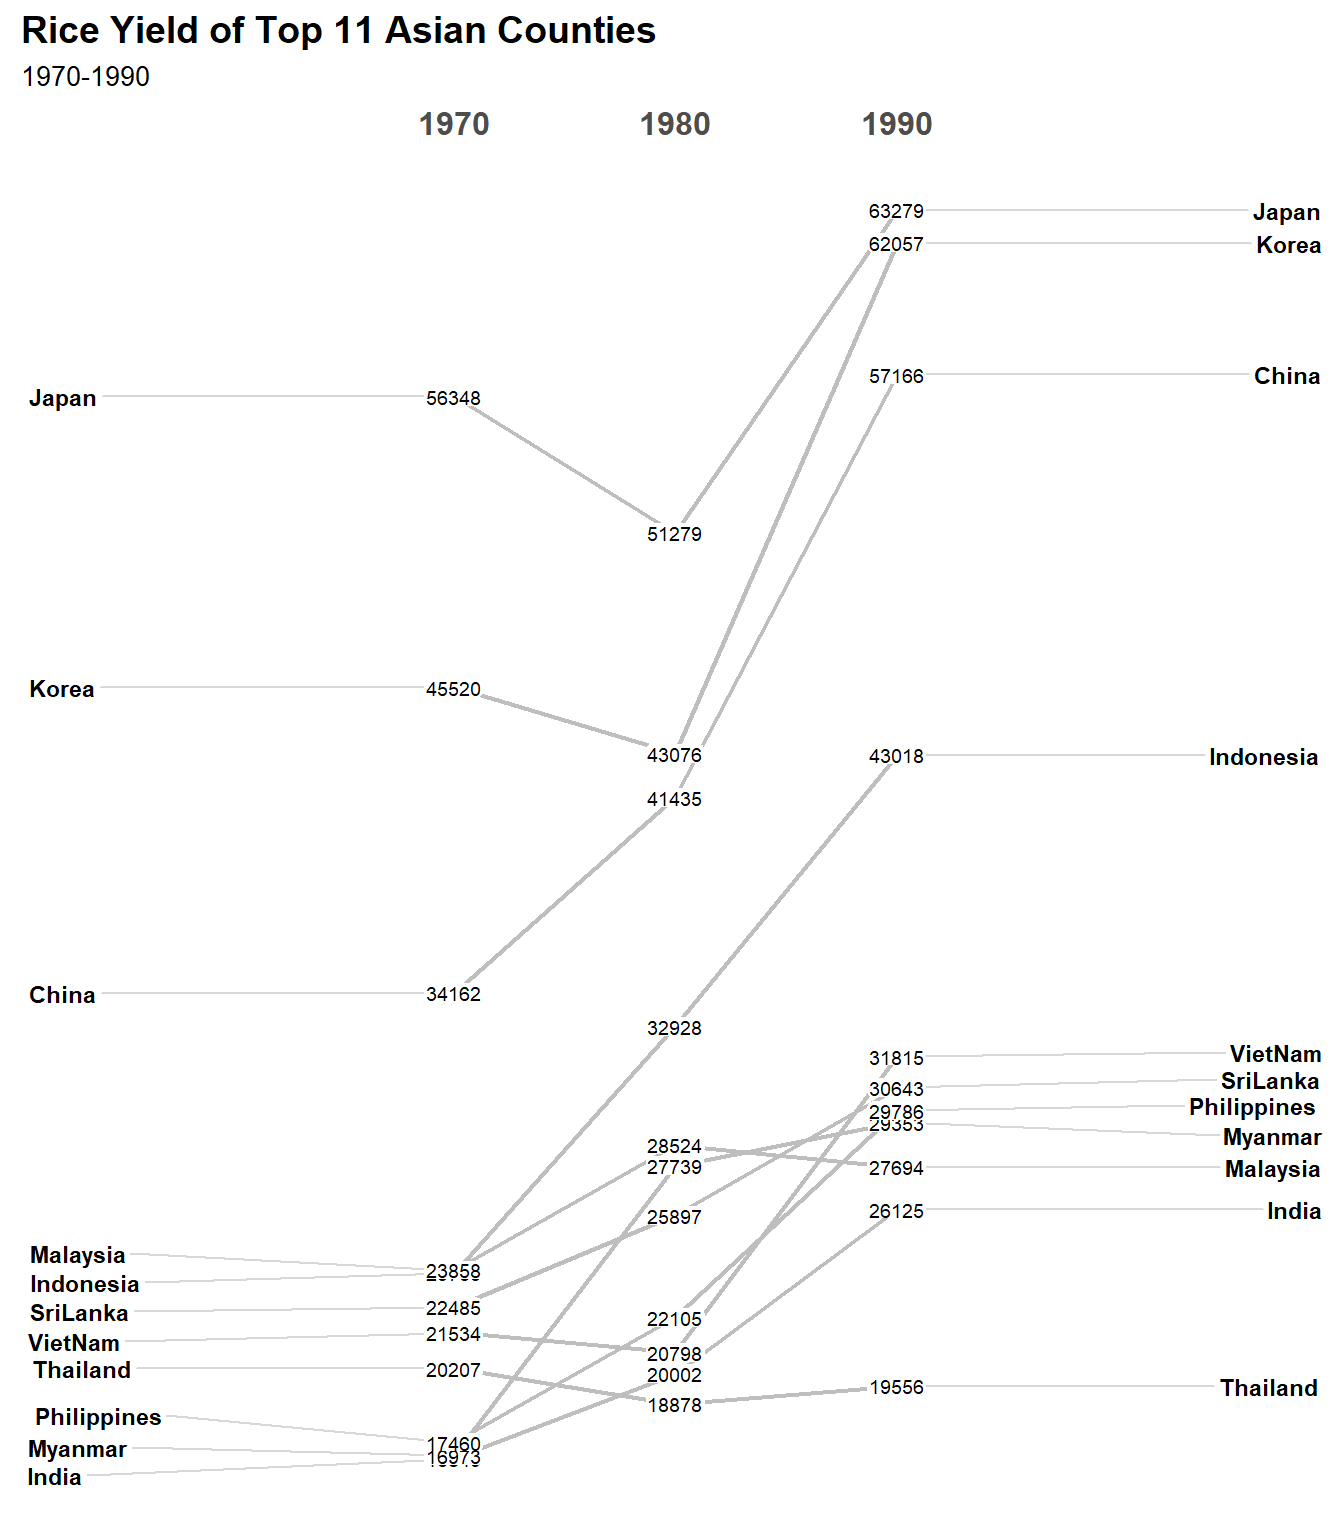 Rice Yield of Top 11 Asian Counties
1970-1990
1970 1980 1990
63279 Japan
62057 Korea
57166 China
Japan 56348
51279
Korea 45520
43076 43018 Indonesia
41435
China 34162
32928
31815 VietNam
30643 SriLanka
29786 Philippines
29353 Myanmar
28524
27739 27694 Malaysia
25897 26125 India
Malaysia 23858
Indonesia
SriLanka 22485
22105
VietNam 21534
20798
Thailand 20207 20002
18878 19556 Thailand
Philippines 17460
Myanmar 16973
India